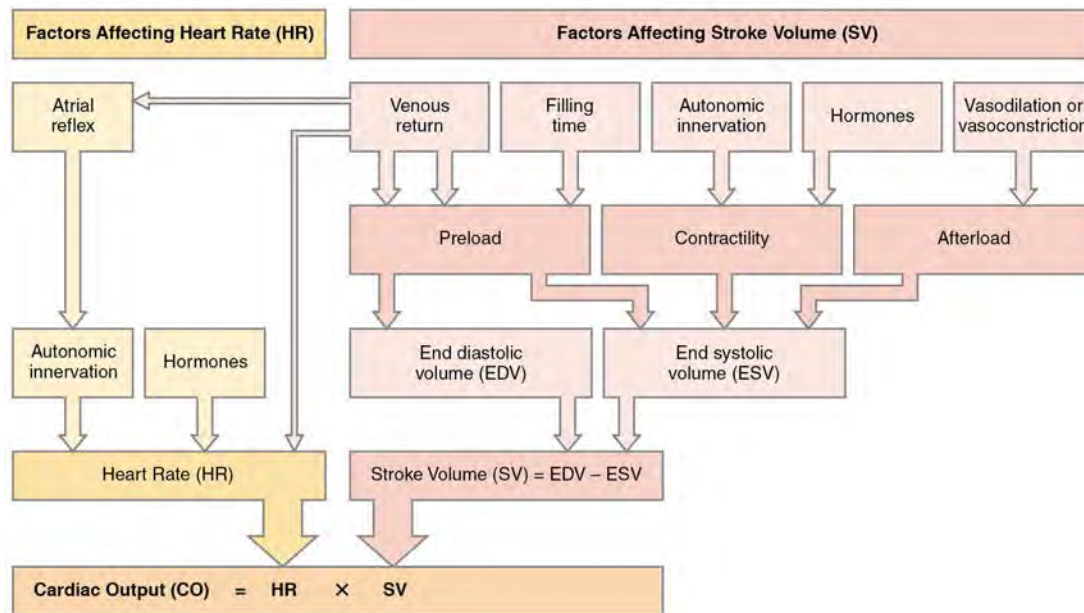 Factors Affecting Heart Rate (HR)
Factors Affecting Stroke Volume (SV)
Atrial
reflex
Venous
return
Filling
time
Autonomic
innervation
Hormones
Vasodilation or
vasoconstriction
Preload
Contractility
Afterload
Autonomic
innervation
Hormones
End diastolic
volume (EDV)
End systolic
volume (ESV)
Heart Rate (HR)
Stroke Volume (SV) = EDV – ESV
Cardiac Output (CO) = HR × SV